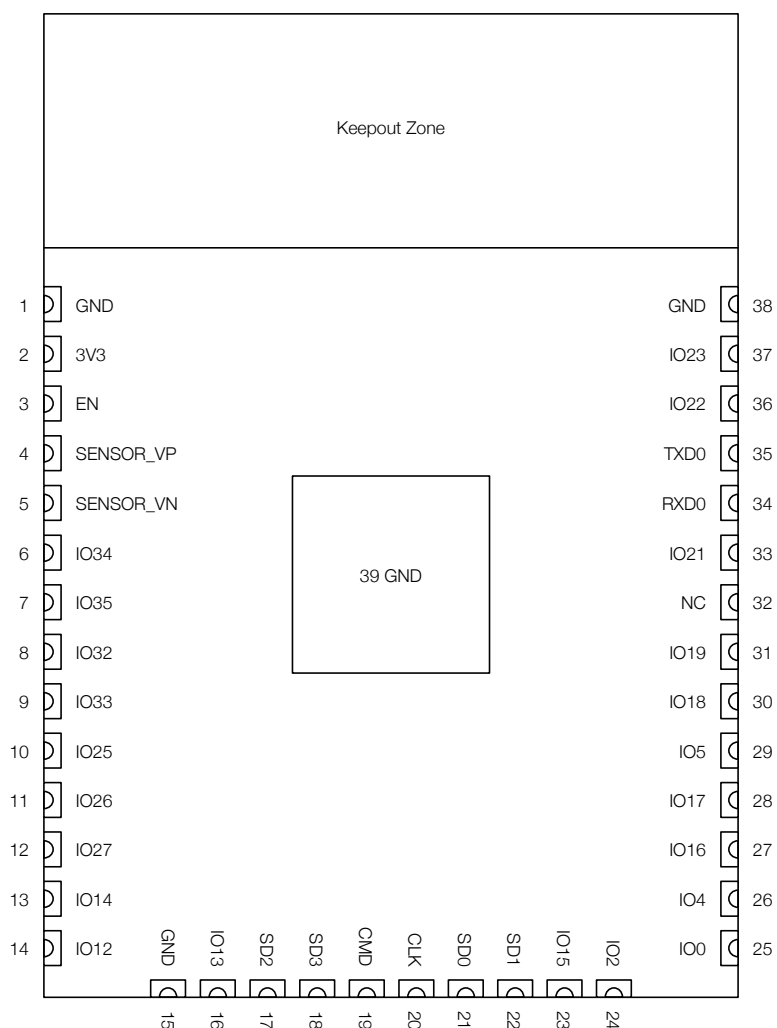 Keepout Zone
1 GND
2 3V3
3 EN
4 SENSOR_VP
5 SENSOR_VN
6 IO34
7 IO35
8 IO32
9 IO33
10 IO25
11 IO26
12 IO27
13 IO14
14 IO12
39 GND
GND 38
IO23 37
IO22 36
TXD0 35
RXD0 34
IO21 33
NC 32
IO19 31
IO18 30
IO5 29
IO17 28
IO16 27
IO4 26
IO0 25
GND 15
IO13 16
SD2 17
SD3 18
CMD 19
CLK 20
SD0 21
SD1 22
IO15 23
IO2 24